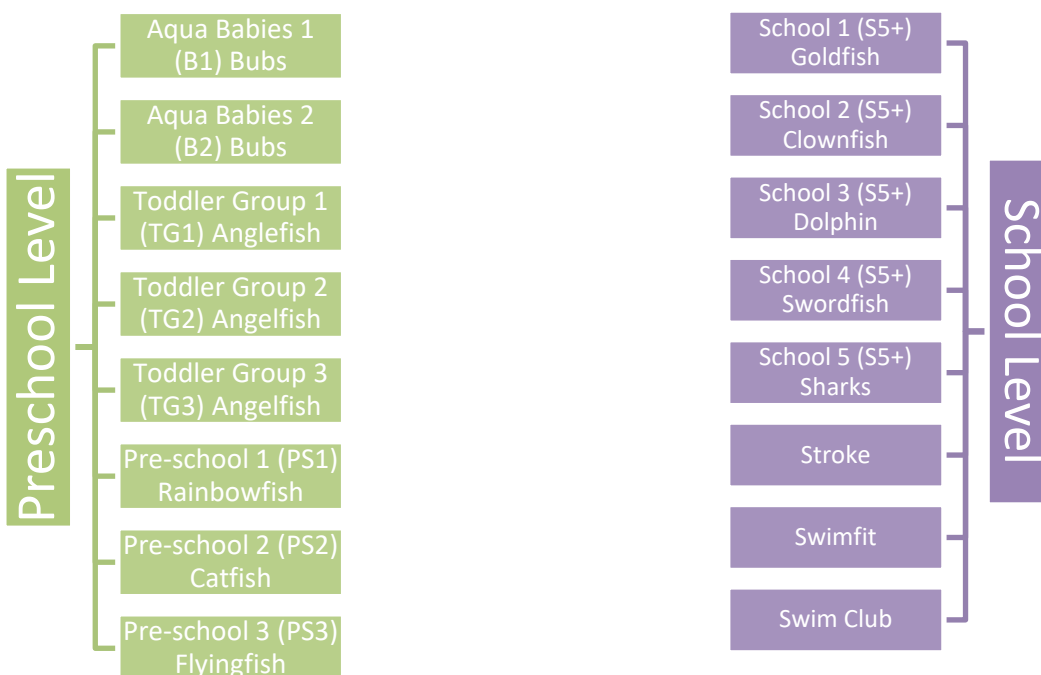 Preschool Level
Aqua Babies 1
(B1) Bubs
Aqua Babies 2
(B2) Bubs
Toddler Group 1
(TG1) Anglefish
Toddler Group 2
(TG2) Angelfish
Toddler Group 3
(TG3) Angelfish
Pre-school 1 (PS1)
Rainbowfish
Pre-school 2 (PS2)
Catfish
Pre-school 3 (PS3)
Flyingfish
School Level
School 1 (S5+)
Goldfish
School 2 (S5+)
Clownfish
School 3 (S5+)
Dolphin
School 4 (S5+)
Swordfish
School 5 (S5+)
Sharks
Stroke
Swimfit
Swim Club